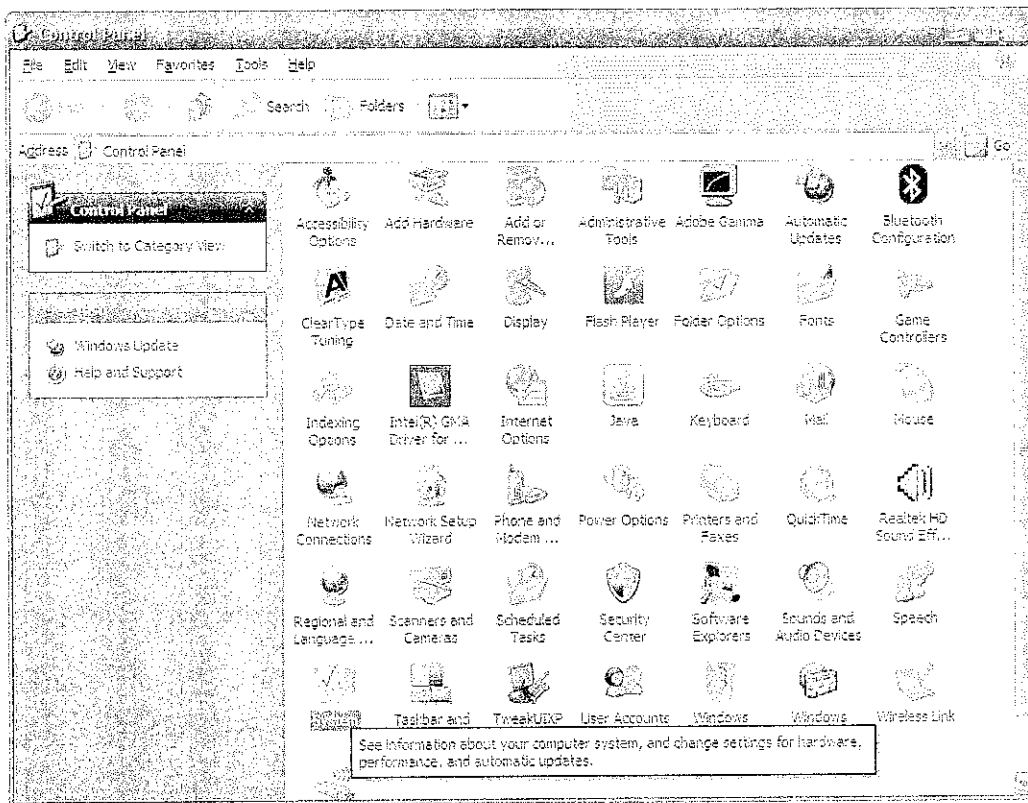 Control Panel
File Edit View Favorites Tools Help
Search Folders
Address Control Panel Go
Control Panel
Switch to Category View
Windows Update
Help and Support
Accessibility Options
Add Hardware
Add or Remov...
Administrative Tools
Adobe Gamma
Automatic Updates
Bluetooth Configuration
ClearType Tuning
Date and Time
Display
Flash Player
Folder Options
Fonts
Game Controllers
Indexing Options
Intel(R) GMA Driver for ...
Internet Options
Java
Keyboard
Mail
Mouse
Network Connections
Network Setup Wizard
Phone and Modem ...
Power Options
Printers and Faxes
QuickTime
Realtek HD Sound Eff...
Regional and Language ...
Scanners and Cameras
Scheduled Tasks
Security Center
Software Explorers
Sounds and Audio Devices
Speech
Taskbar and
TweakUIXP
User Accounts
Windows
Windows
Wireless Link
See information about your computer system, and change settings for hardware,
performance, and automatic updates.